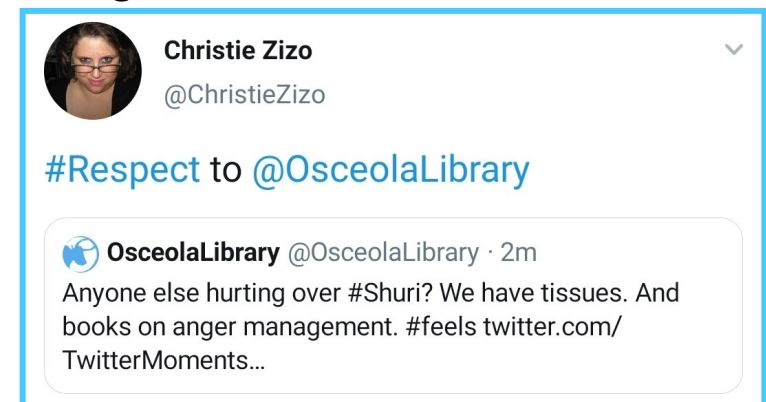 Christie Zizo
@ChristieZizo
#Respect to @OsceolaLibrary
OsceolaLibrary @OsceolaLibrary · 2m
Anyone else hurting over #Shuri? We have tissues. And
books on anger management. #feels twitter.com/
TwitterMoments...